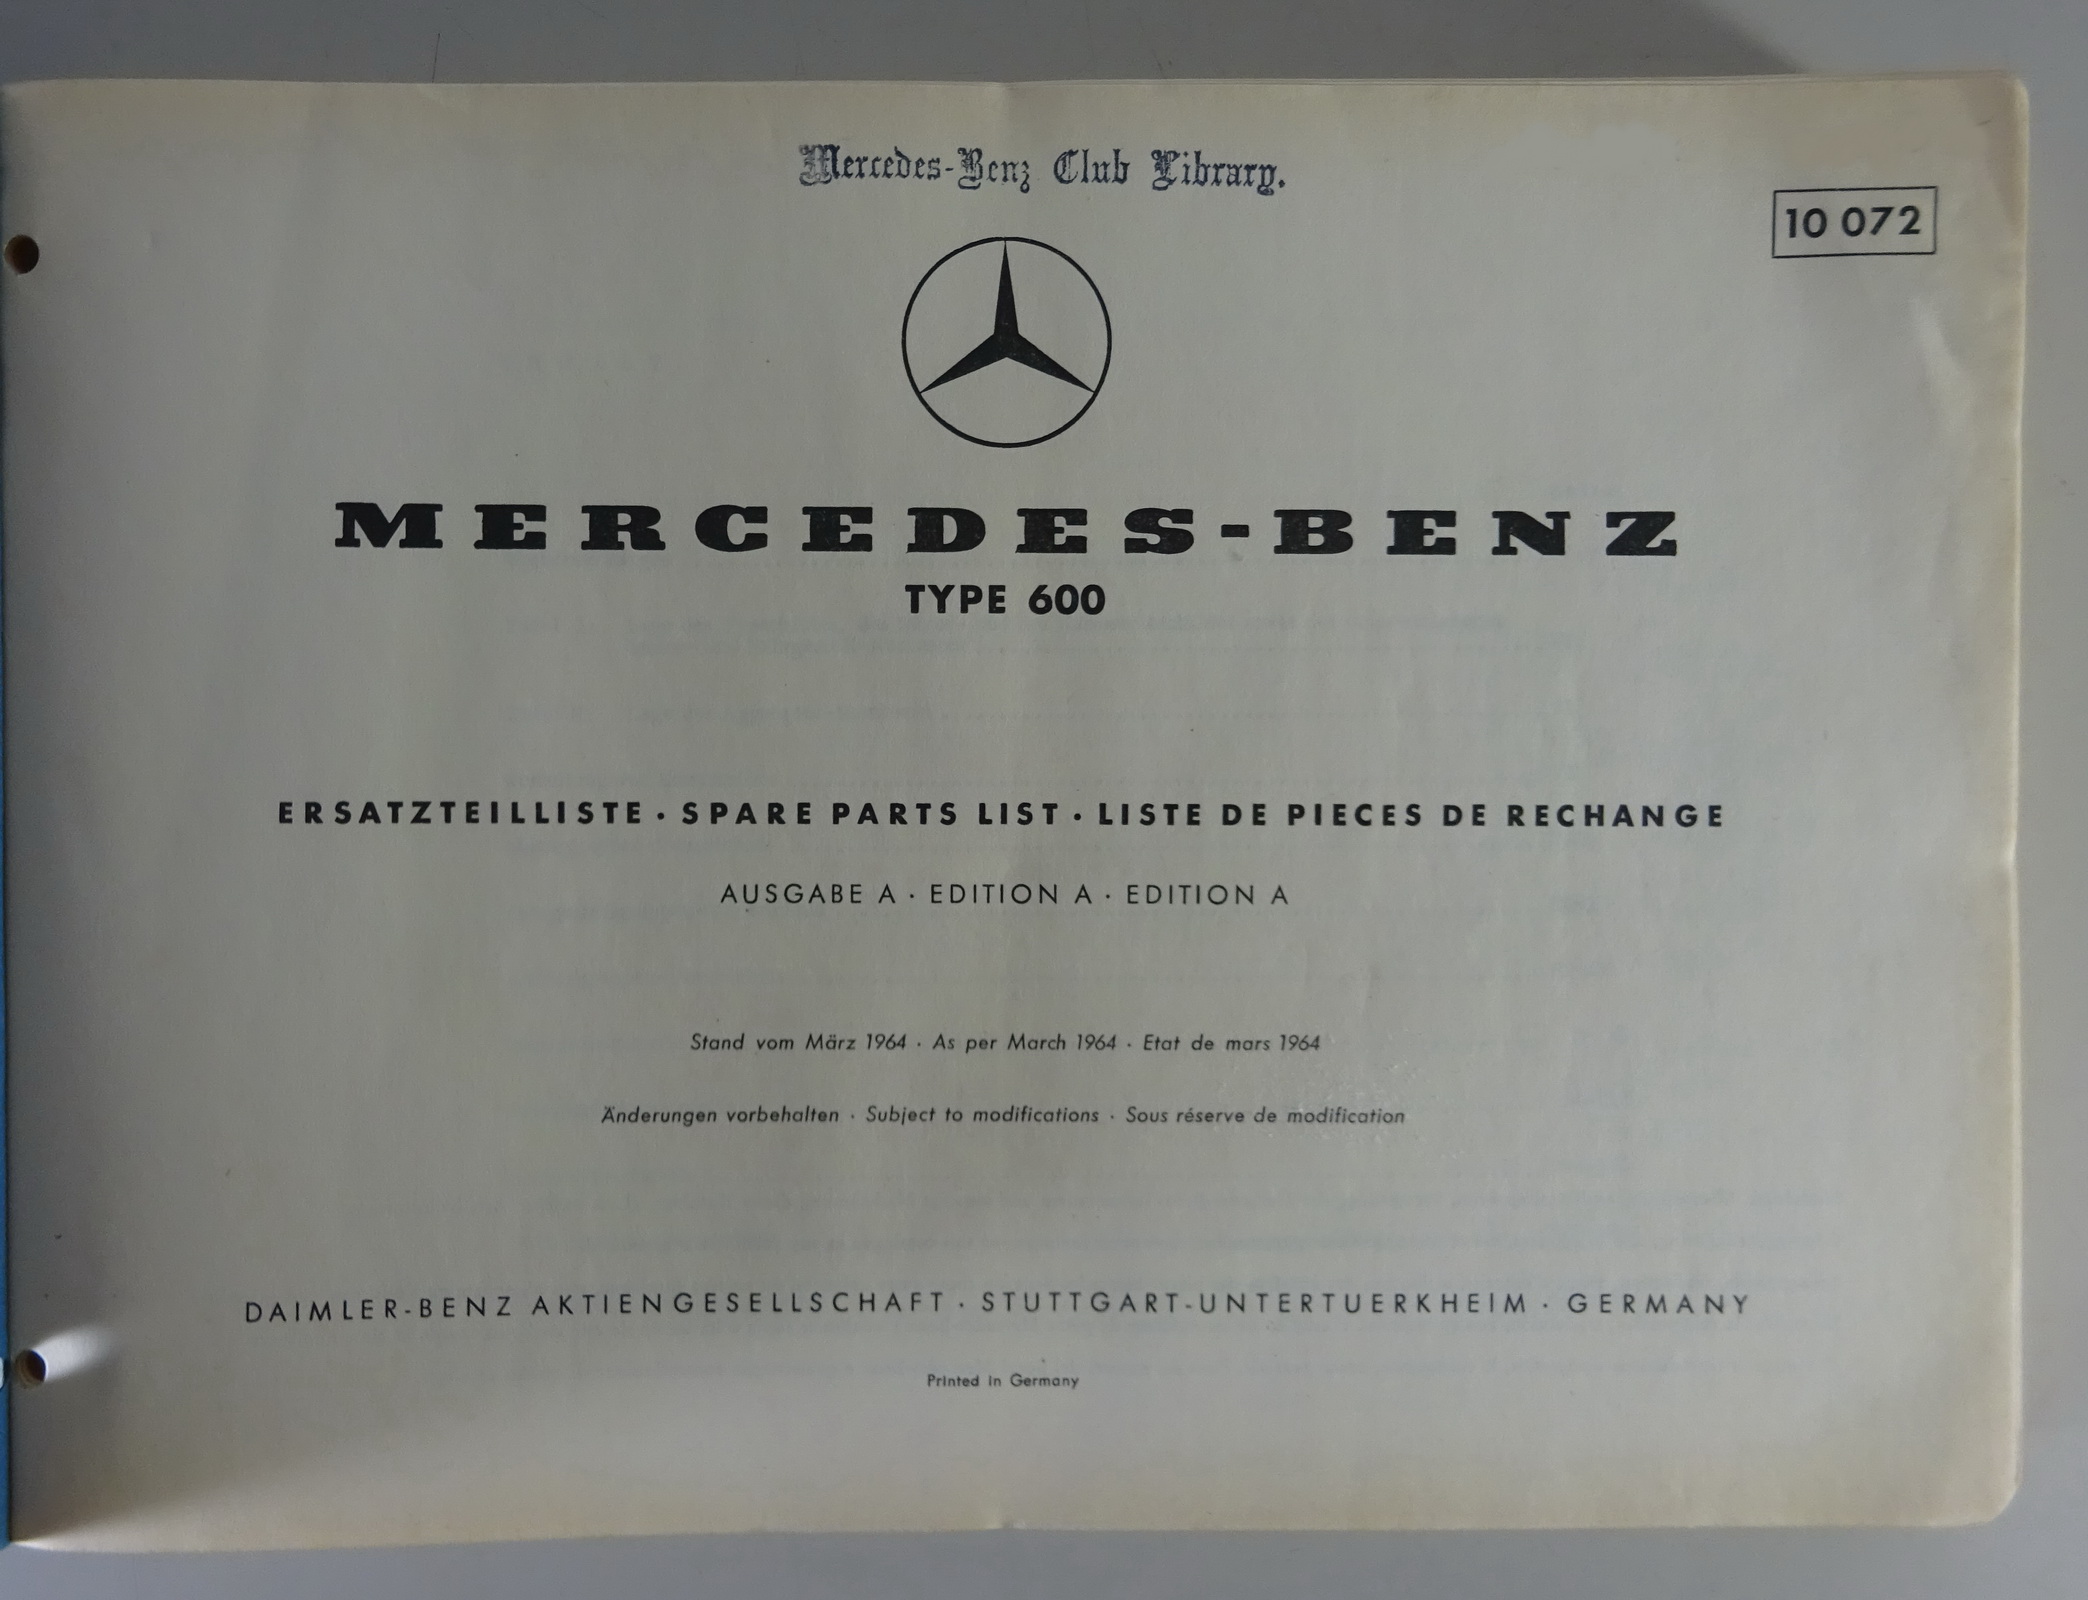 Mercedes-Benz Club Library.
10 072
MERCEDES-BENZ
TYPE 600
ERSATZTEILLISTE · SPARE PARTS LIST · LISTE DE PIECES DE RECHANGE
AUSGABE A · EDITION A · EDITION A
Stand vom März 1964 · As per March 1964 · Etat de mars 1964
Änderungen vorbehalten · Subject to modifications · Sous réserve de modification
DAIMLER-BENZ AKTIENGESELLSCHAFT · STUTTGART-UNTERTUERKHEIM · GERMANY
Printed in Germany